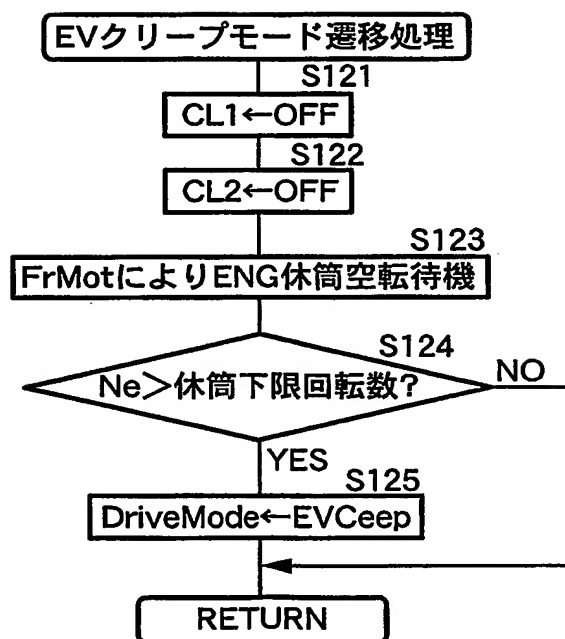 EVクリープモード遷移処理
S121
CL1←OFF
S122
CL2←OFF
S123
FrMotによりENG休筒空転待機
S124
Ne＞休筒下限回転数?
NO
YES
S125
DriveMode←EVCeep
RETURN